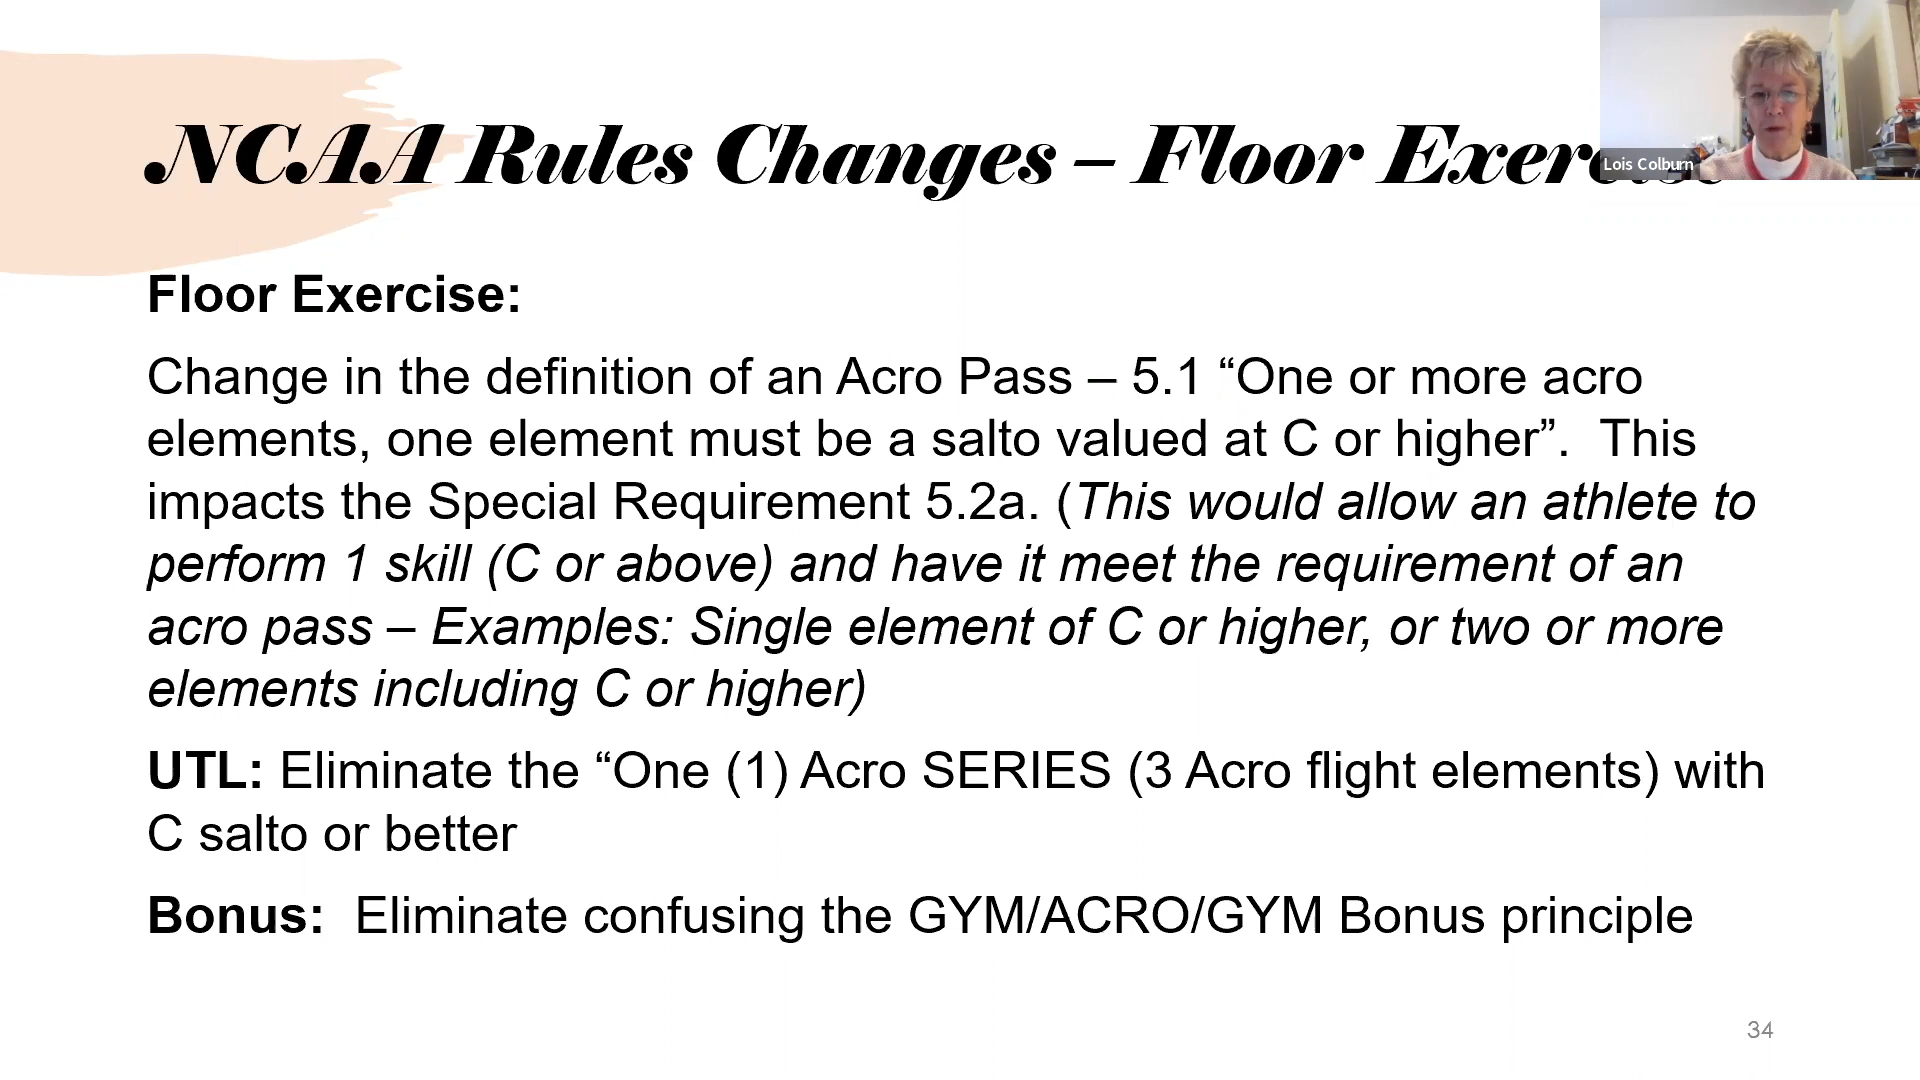 NCAA Rules Changes – Floor
Lois Colburn
Floor Exercise:
Change in the definition of an Acro Pass – 5.1 “One or more acro
elements, one element must be a salto valued at C or higher”.  This
impacts the Special Requirement 5.2a. (This would allow an athlete to
perform 1 skill (C or above) and have it meet the requirement of an
acro pass – Examples: Single element of C or higher, or two or more
elements including C or higher)
UTL: Eliminate the “One (1) Acro SERIES (3 Acro flight elements) with
C salto or better
Bonus:  Eliminate confusing the GYM/ACRO/GYM Bonus principle
34